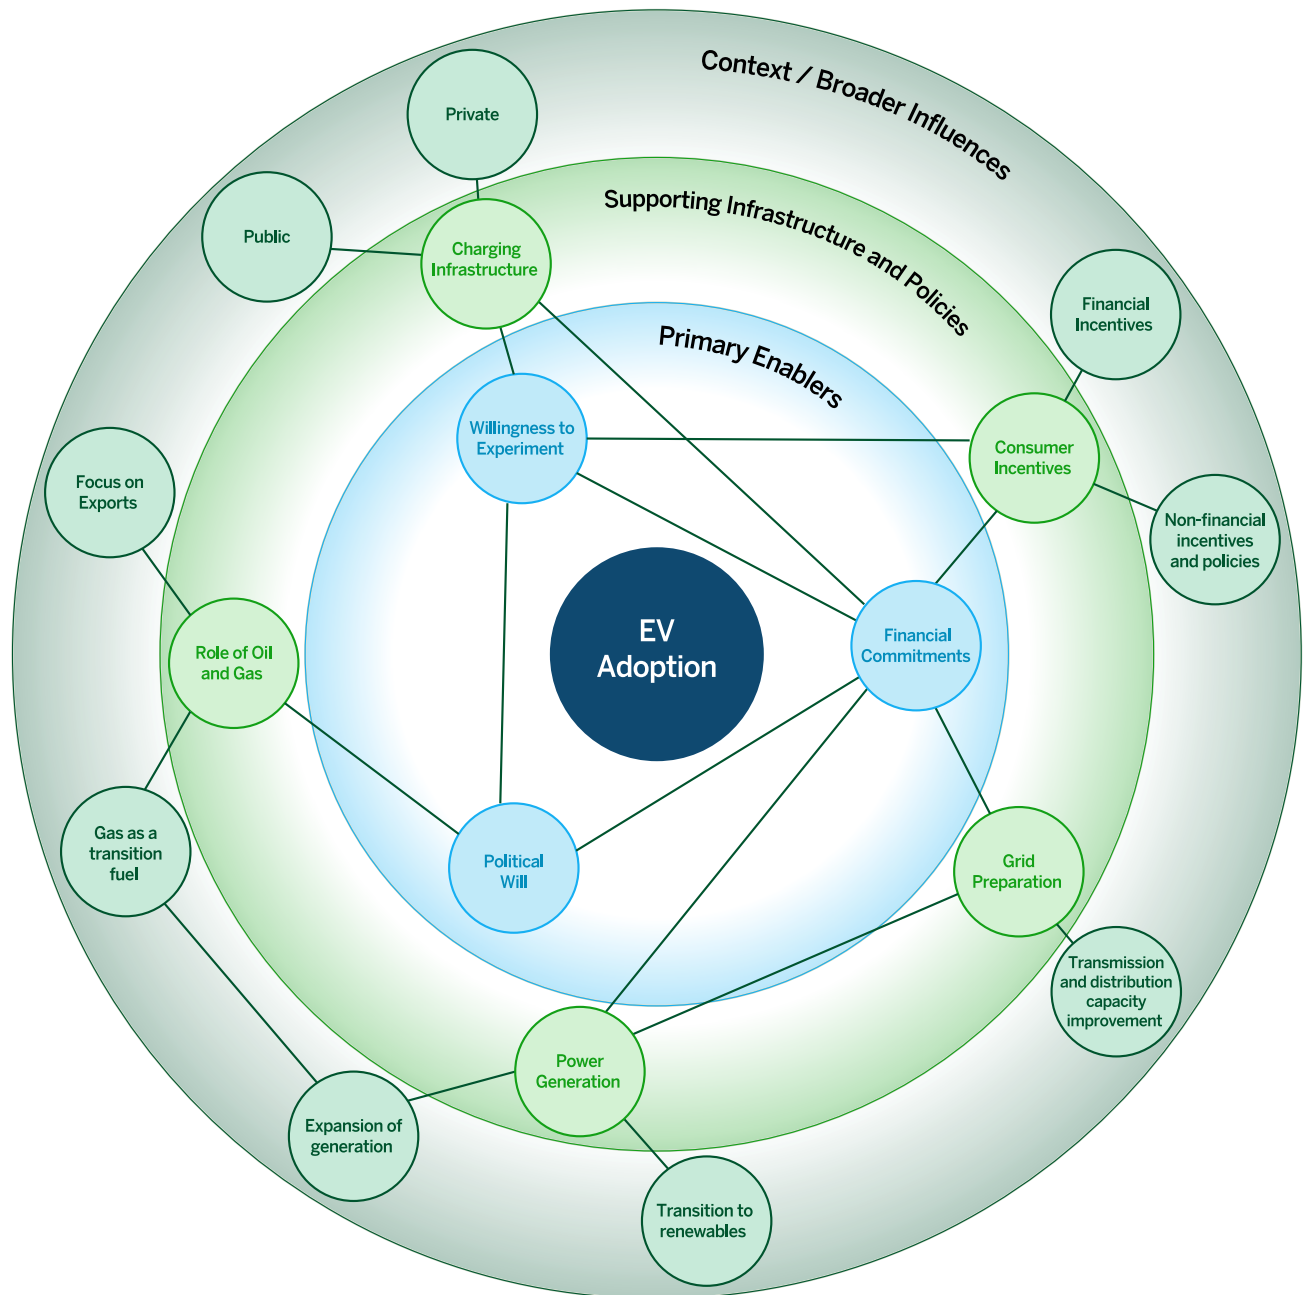 Context / Broader Influences
Private
Supporting Infrastructure and Policies
Public
Charging
Infrastructure
Financial
Incentives
Primary Enablers
Willingness to
Experiment
Consumer
Incentives
Focus on
Exports
Non-financial
incentives
and policies
EV
Adoption
Financial
Commitments
Role of Oil
and Gas
Gas as a
transition
fuel
Political
Will
Grid
Preparation
Transmission
and distribution
capacity
improvement
Power
Generation
Expansion of
generation
Transition to
renewables